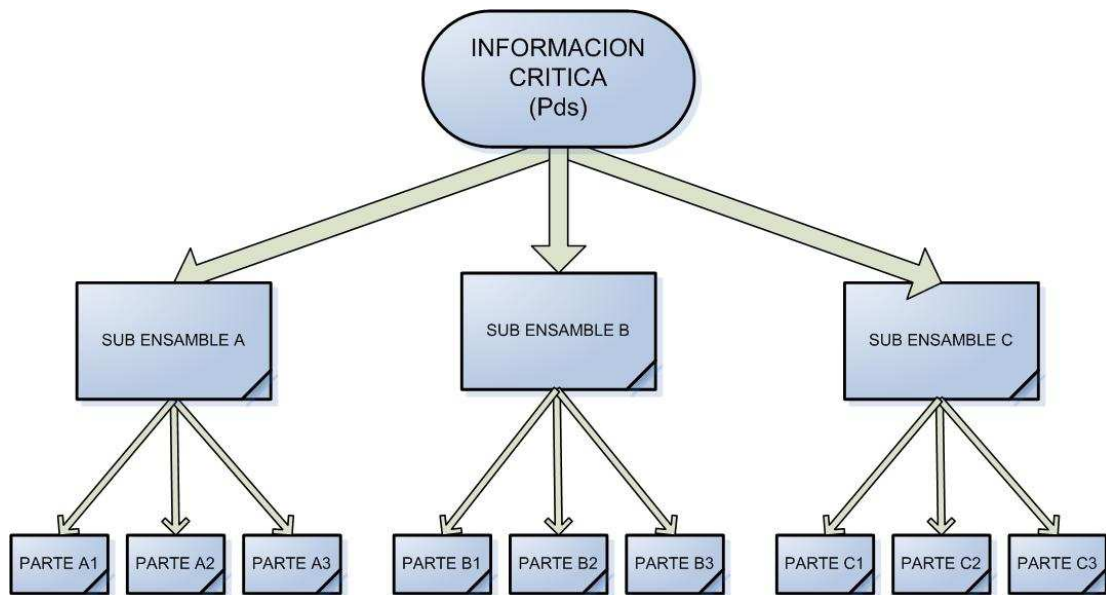 INFORMACION
CRITICA
(Pds)
SUB ENSAMBLE A
SUB ENSAMBLE B
SUB ENSAMBLE C
PARTE A1
PARTE A2
PARTE A3
PARTE B1
PARTE B2
PARTE B3
PARTE C1
PARTE C2
PARTE C3